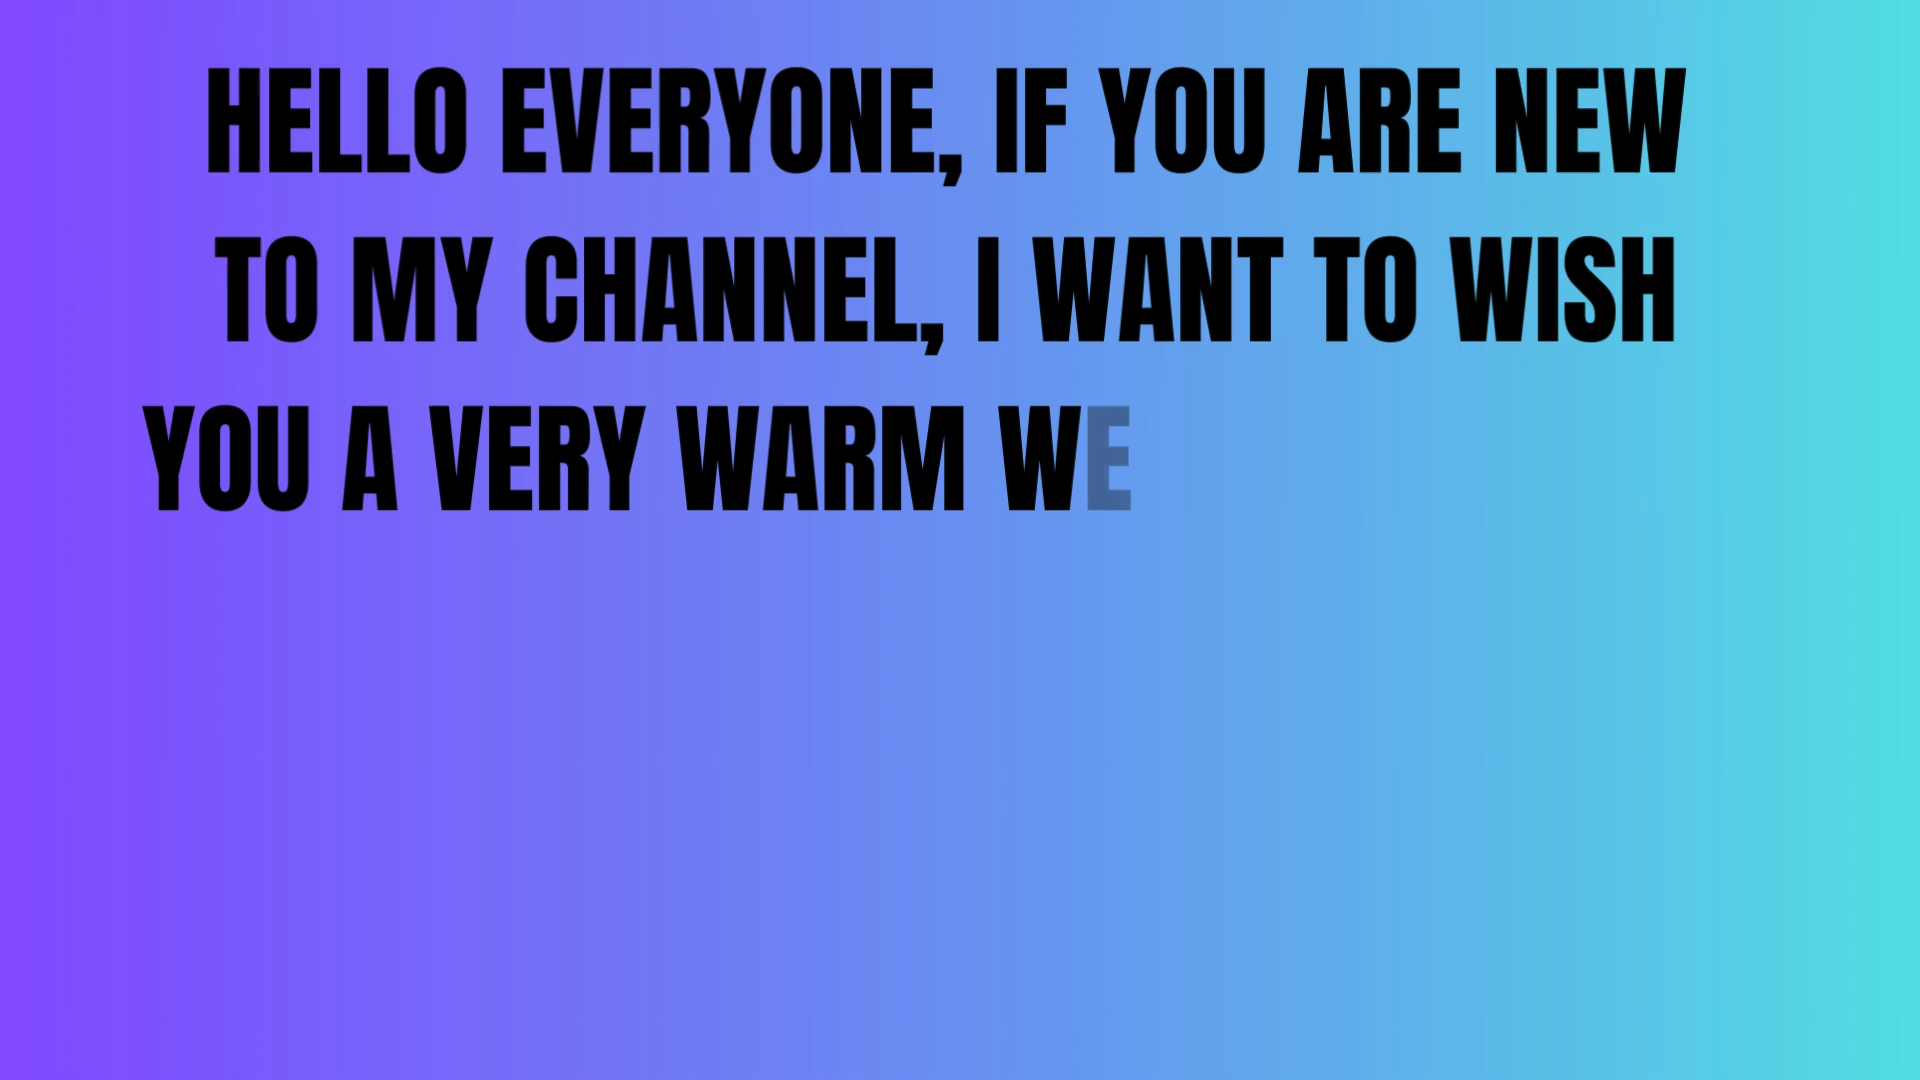 HELLO EVERYONE, IF YOU ARE NEW
TO MY CHANNEL, I WANT TO WISH
YOU A VERY WARM WE